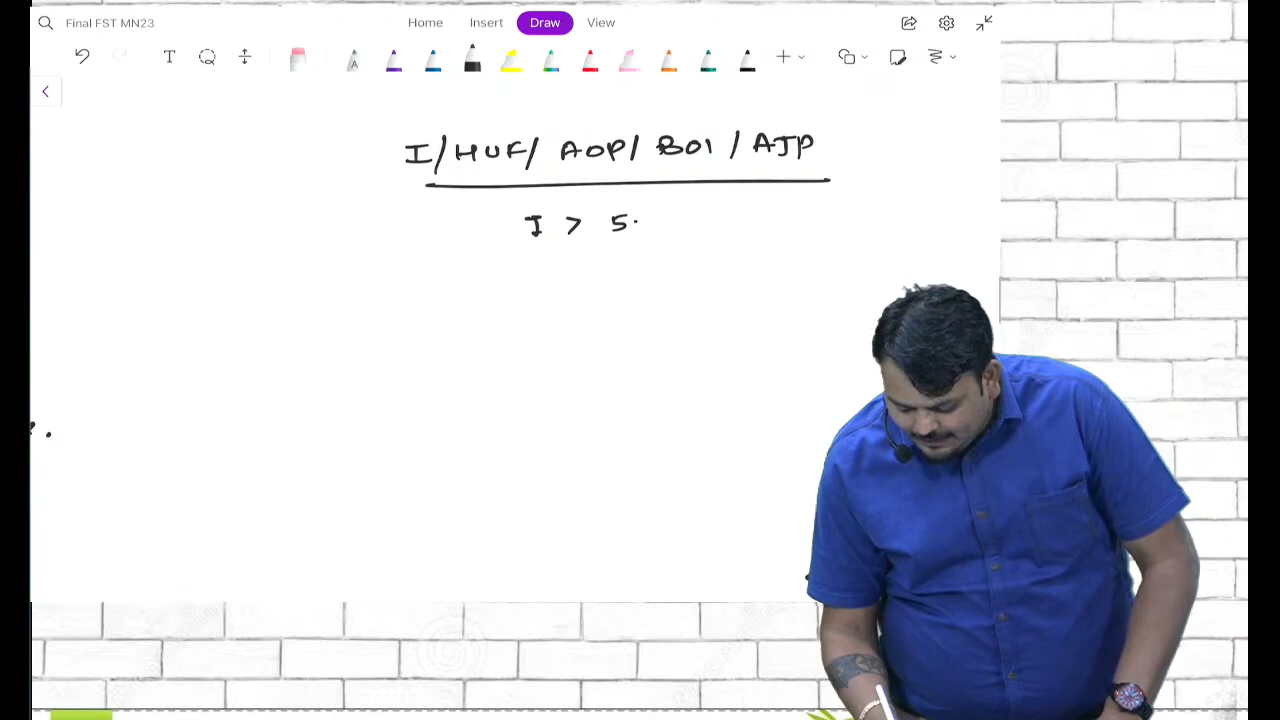 Final FST MN23
Home Insert Draw View
T
A
I/HUF/ AOP/ BOI / AJP
I > 5.